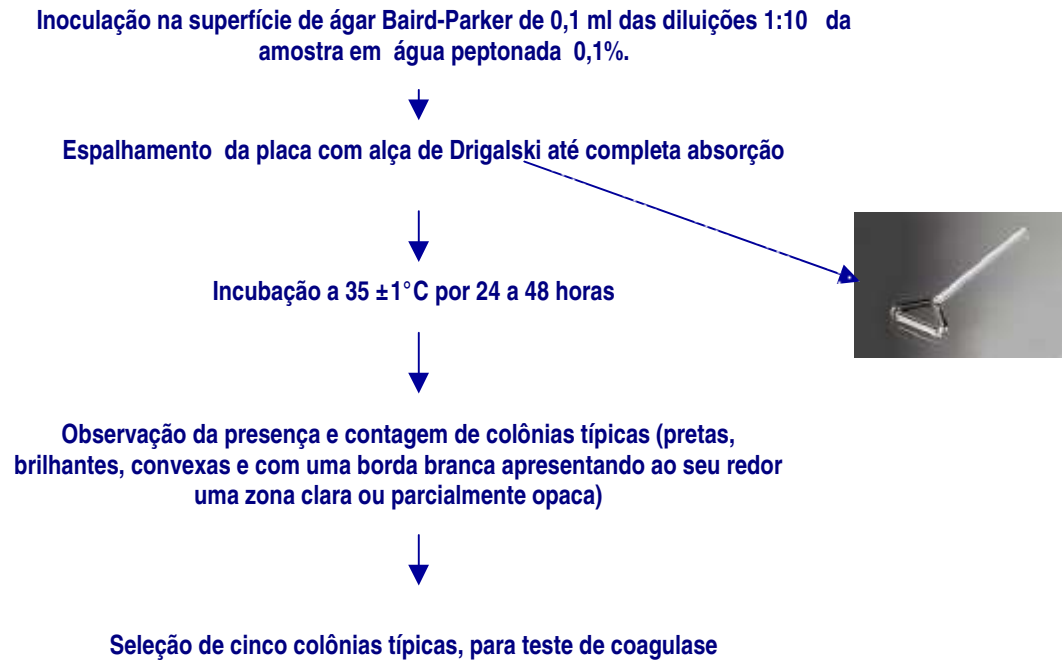 Inoculação na superfície de ágar Baird-Parker de 0,1 ml das diluições 1:10 da
amostra em água peptonada 0,1%.
Espalhamento da placa com alça de Drigalski até completa absorção
Incubação a 35 ±1°C por 24 a 48 horas
Observação da presença e contagem de colônias típicas (pretas,
brilhantes, convexas e com uma borda branca apresentando ao seu redor
uma zona clara ou parcialmente opaca)
Seleção de cinco colônias típicas, para teste de coagulase